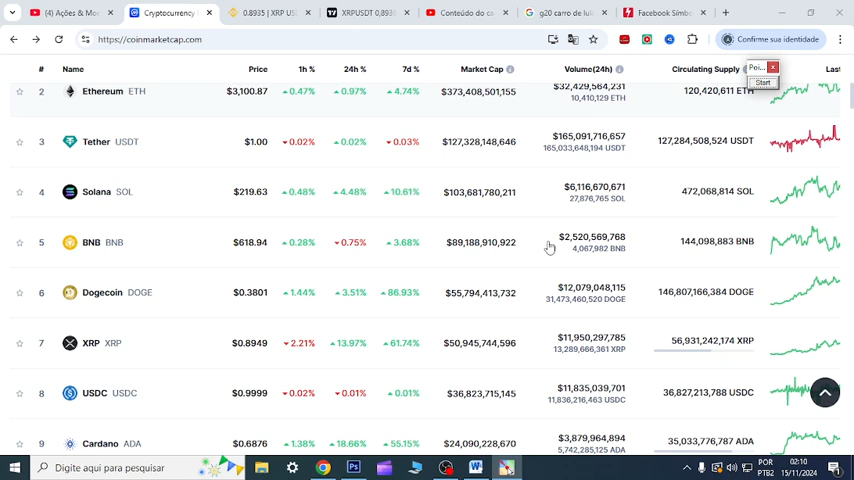 (4) Ações & Mo
Cryptocurrency
0.8935 | XRP USD
XRPUSDT 0,8936
Conteúdo do ca
g20 carro de luk
Facebook Símbo
https://coinmarketcap.com
Confirme sua identidade
Poi...
Start
# Name Price 1h % 24h % 7d % Market Cap Volume(24h) Circulating Supply Last
2 Ethereum ETH $3,100.87 0.47% 0.97% 4.74% $373,408,501,155 $32,429,564,231 120,420,611 ETH
10,410,129 ETH
3 Tether USDT $1.00 0.02% 0.02% 0.03% $127,328,148,646 $165,091,716,657 127,284,508,524 USDT
165,033,648,194 USDT
4 Solana SOL $219.63 0.48% 4.48% 10.61% $103,681,780,211 $6,116,670,671 472,068,814 SOL
27,876,765 SOL
5 BNB BNB $618.94 0.28% 0.75% 3.68% $89,188,910,922 $2,520,569,768 144,098,883 BNB
4,067,982 BNB
6 Dogecoin DOGE $0.3801 1.44% 3.51% 86.93% $55,794,413,732 $12,079,048,115 146,807,166,384 DOGE
31,473,460,520 DOGE
7 XRP XRP $0.8949 2.21% 13.97% 61.74% $50,945,744,596 $11,950,297,785 56,931,242,174 XRP
13,289,666,361 XRP
8 USDC USDC $0.9999 0.02% 0.01% 0.01% $36,823,715,145 $11,835,039,701 36,827,213,788 USDC
11,836,216,463 USDC
9 Cardano ADA $0.6876 1.38% 18.66% 55.15% $24,090,228,670 $3,879,964,894 35,033,776,787 ADA
5,742,285,125 ADA
Digite aqui para pesquisar
POR
PTB2
02:10
15/11/2024